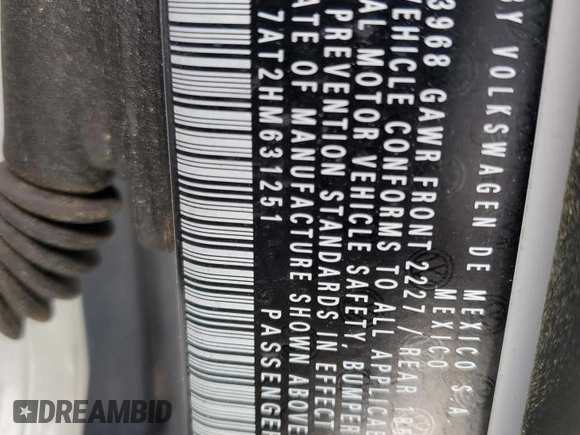 BY VOLKSWAGEN DE MEXICO S.A.
MEXICO
3968 GAWR FRONT 2227 / REAR 185
VEHICLE CONFORMS TO ALL APPLICAB
AL MOTOR VEHICLE SAFETY, BUMPER
PREVENTION STANDARDS IN EFFECT
ATE OF MANUFACTURE SHOWN ABOVE
7AT2HM631251 PASSENGER
DREAMBID